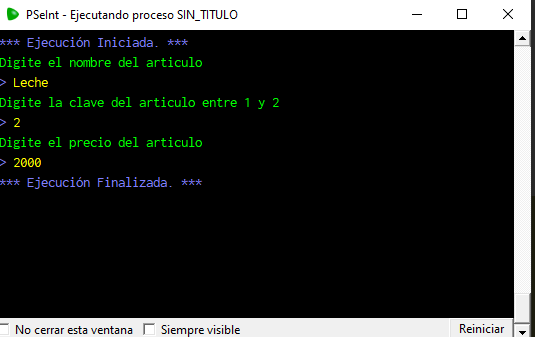 PSeInt - Ejecutando proceso SIN_TITULO
*** Ejecución Iniciada. ***
Digite el nombre del articulo
> Leche
Digite la clave del articulo entre 1 y 2
> 2
Digite el precio del articulo
> 2000
*** Ejecución Finalizada. ***
No cerrar esta ventana Siempre visible Reiniciar